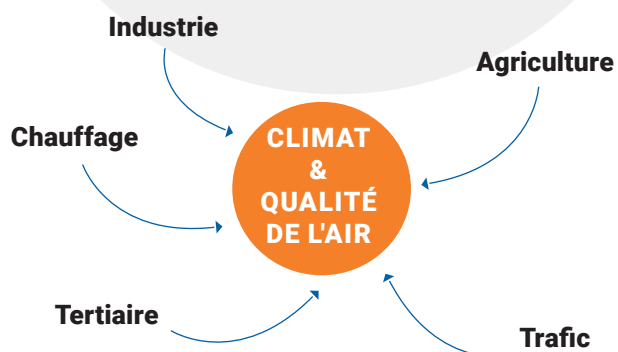 Industrie
Agriculture
Chauffage
CLIMAT
&
QUALITÉ
DE L'AIR
Tertiaire
Trafic